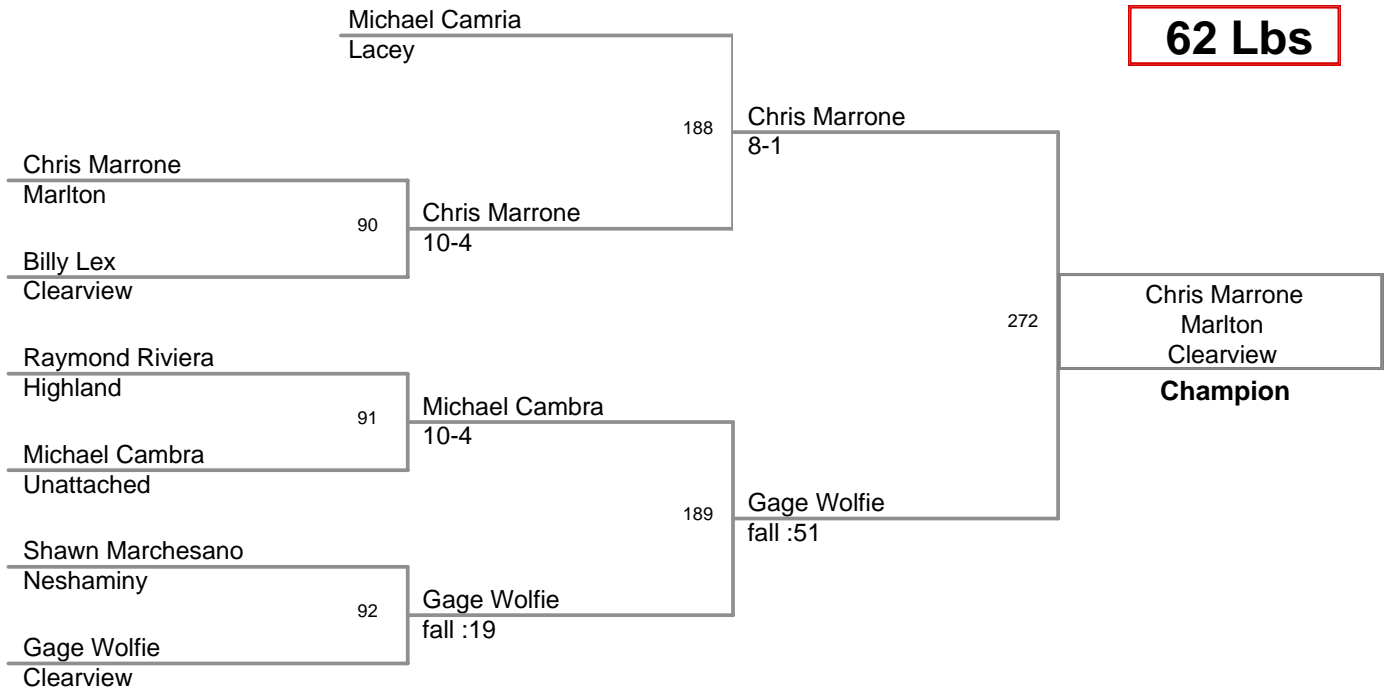 Michael Camria
Lacey
62 Lbs
188
Chris Marrone
8-1
Chris Marrone
Marlton
90
Chris Marrone
10-4
Billy Lex
Clearview
272
Chris Marrone
Marlton
Clearview
Champion
Raymond Riviera
Highland
91
Michael Cambra
10-4
Michael Cambra
Unattached
189
Gage Wolfie
fall :51
Shawn Marchesano
Neshaminy
92
Gage Wolfie
fall :19
Gage Wolfie
Clearview